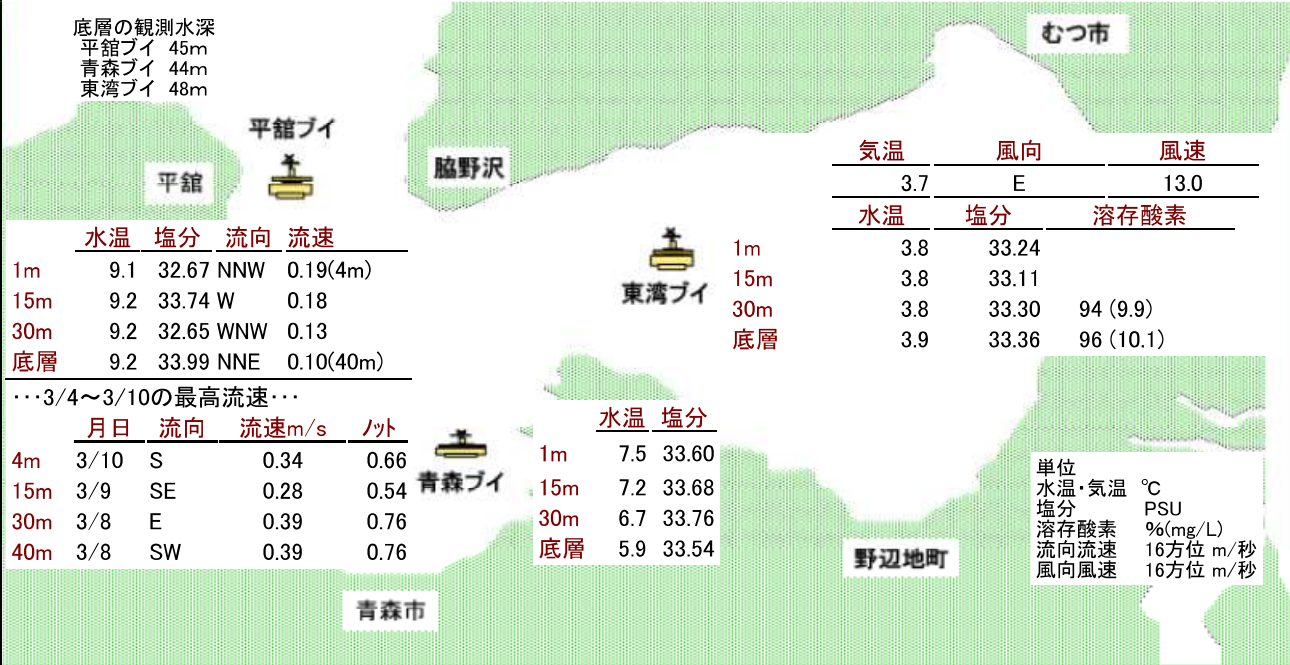 底層の観測水深
平舘ブイ 45m
青森ブイ 44m
東湾ブイ 48m
むつ市
平舘ブイ
平舘
脇野沢
気温 風向 風速
3.7 E 13.0
水温 塩分 溶存酸素
1m 3.8 33.24
15m 3.8 33.11
30m 3.8 33.30 94 (9.9)
底層 3.9 33.36 96 (10.1)
東湾ブイ
水温 塩分 流向 流速
1m 9.1 32.67 NNW 0.19(4m)
15m 9.2 33.74 W 0.18
30m 9.2 32.65 WNW 0.13
底層 9.2 33.99 NNE 0.10(40m)
･･･3/4～3/10の最高流速･･･
月日 流向 流速m/s ノット
4m 3/10 S 0.34 0.66
15m 3/9 SE 0.28 0.54
30m 3/8 E 0.39 0.76
40m 3/8 SW 0.39 0.76
青森ブイ
水温 塩分
1m 7.5 33.60
15m 7.2 33.68
30m 6.7 33.76
底層 5.9 33.54
単位
水温・気温 ℃
塩分 PSU
溶存酸素 %(mg/L)
流向流速 16方位 m/秒
風向風速 16方位 m/秒
野辺地町
青森市